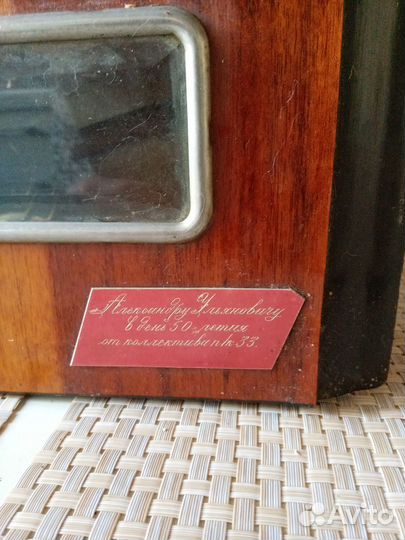 Александру Ульяновичу
в день 50-летия
от коллектива п/к 33.
Avito